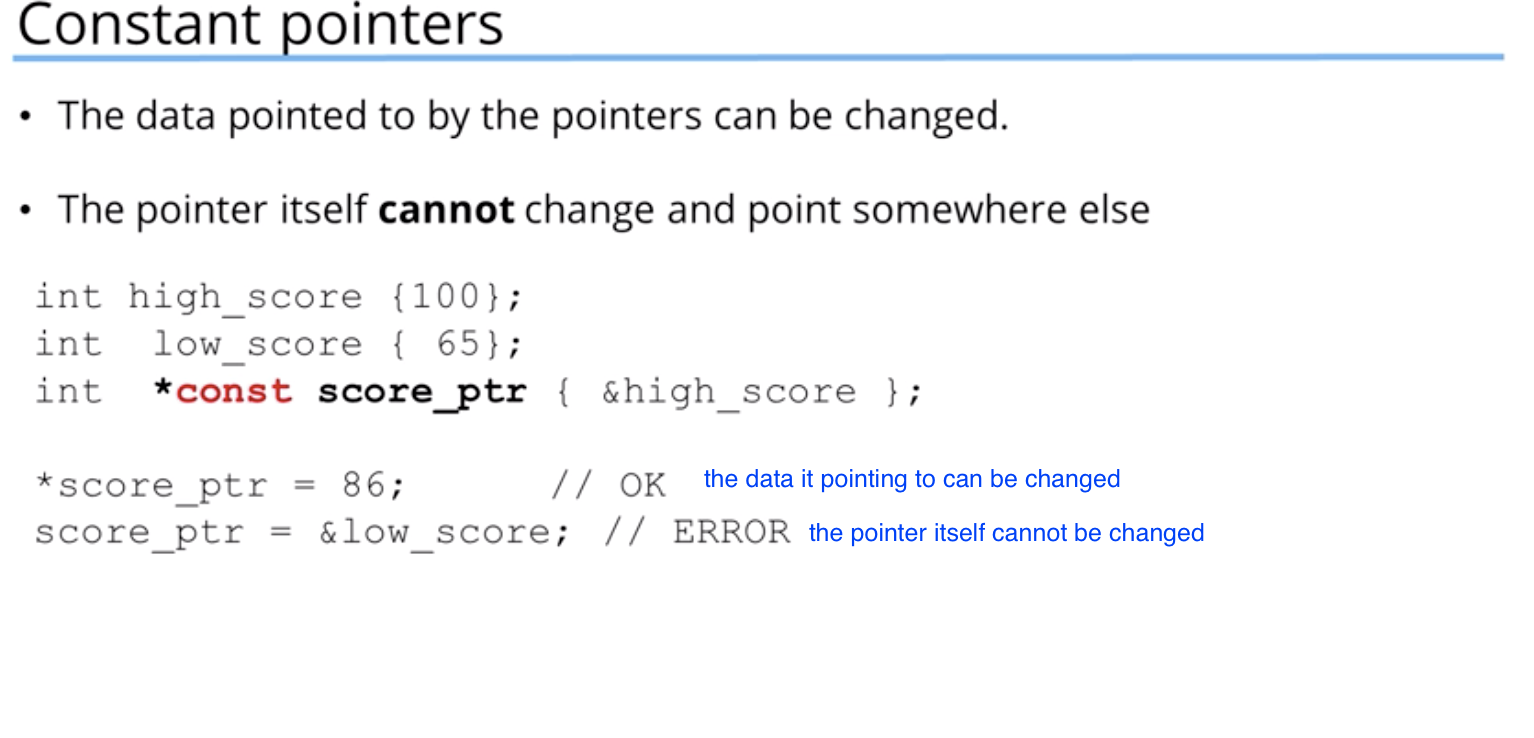 Constant pointers
• The data pointed to by the pointers can be changed.
• The pointer itself cannot change and point somewhere else
int high_score {100};
int  low_score { 65};
int  *const score_ptr { &high_score };
*score_ptr = 86;      // OK the data it pointing to can be changed
score_ptr = &low_score; // ERROR the pointer itself cannot be changed